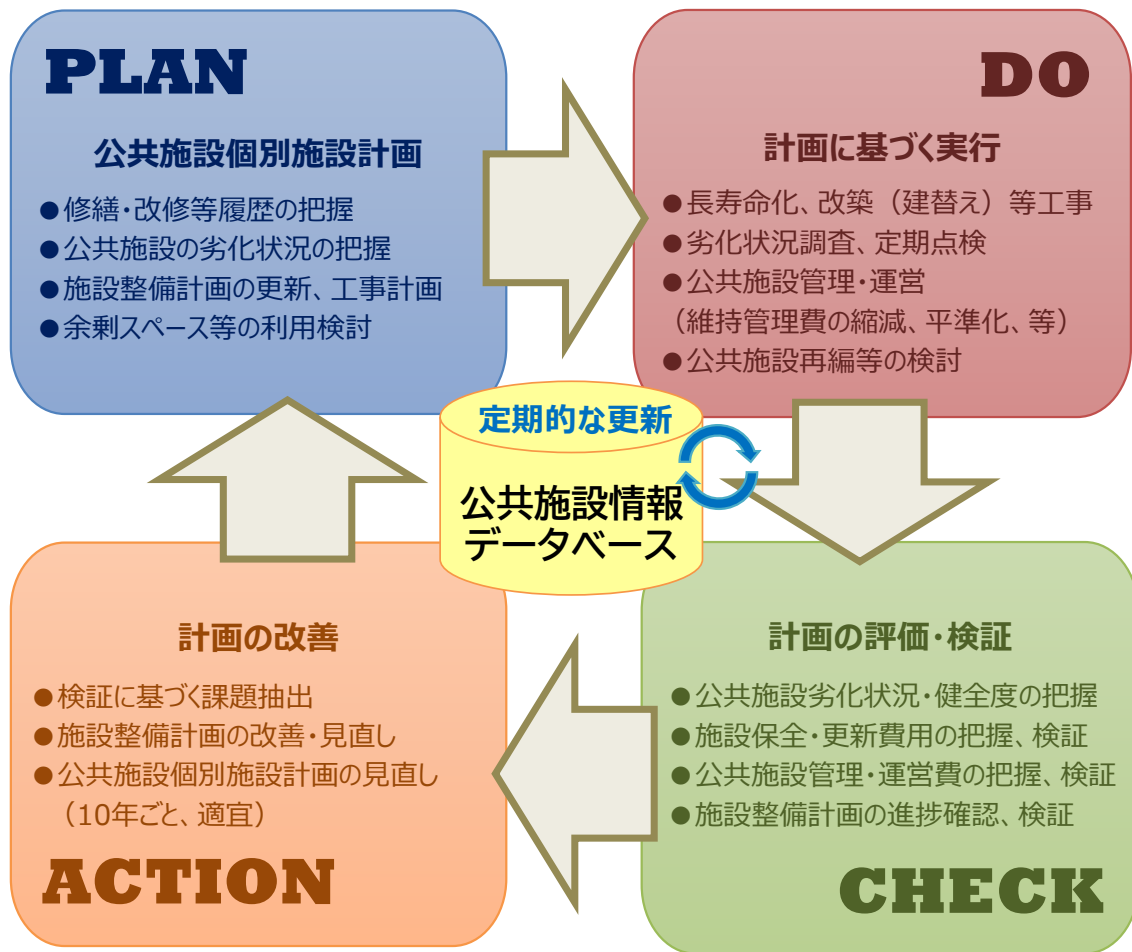 PLAN
公共施設個別施設計画
●修繕・改修等履歴の把握
●公共施設の劣化状況の把握
●施設整備計画の更新、工事計画
●余剰スペース等の利用検討
DO
計画に基づく実行
●長寿命化、改築（建替え）等工事
●劣化状況調査、定期点検
●公共施設管理・運営
（維持管理費の縮減、平準化、等）
●公共施設再編等の検討
定期的な更新
公共施設情報
データベース
計画の改善
●検証に基づく課題抽出
●施設整備計画の改善・見直し
●公共施設個別施設計画の見直し
（10年ごと、適宜）
ACTION
計画の評価・検証
●公共施設劣化状況・健全度の把握
●施設保全・更新費用の把握、検証
●公共施設管理・運営費の把握、検証
●施設整備計画の進捗確認、検証
CHECK